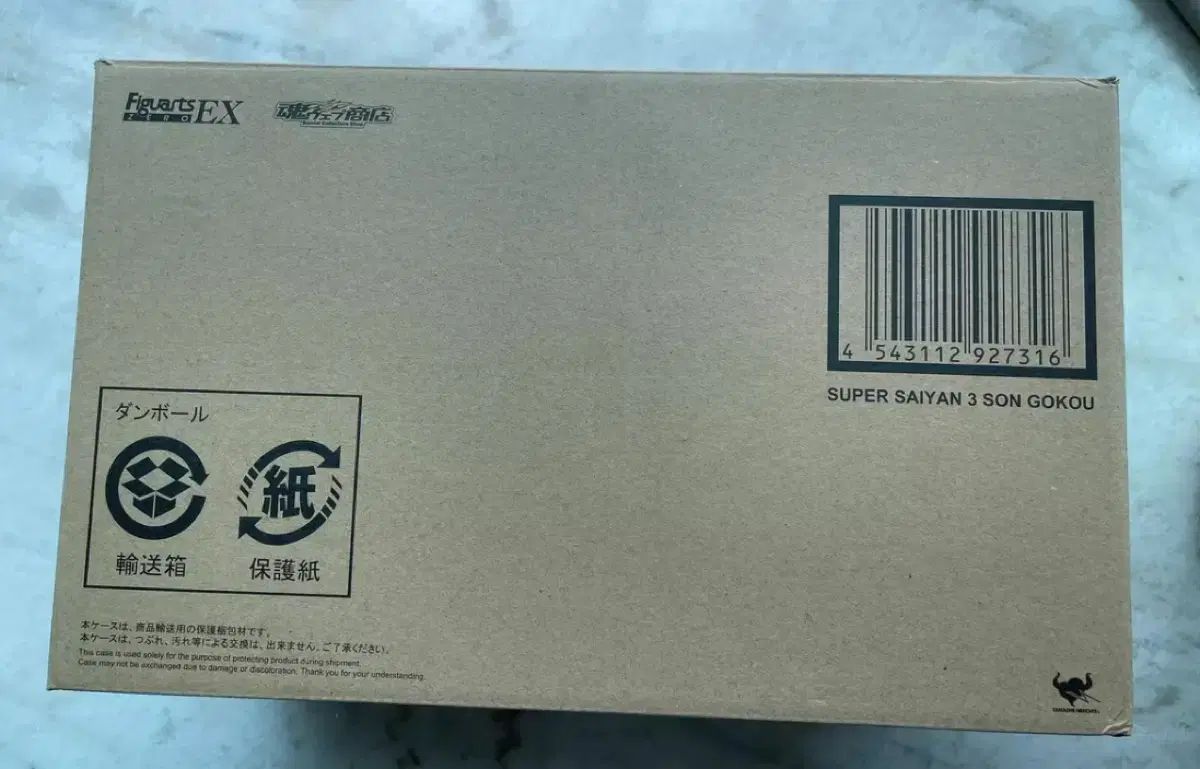 Figuarts
ZERO EX
魂ウェブ商店
4 543112 927316
SUPER SAIYAN 3 SON GOKOU
ダンボール
紙
輸送箱
保護紙
本ケースは、商品輸送用の保護梱包材です。
本ケースは、つぶれ、汚れ等による交換は、出来ません。ご了承ください。
This case is used solely for the purpose of protecting product during shipment.
Case may not be exchanged due to damage or discoloration. Thank you for your understanding.
TAMASHII NATIONS